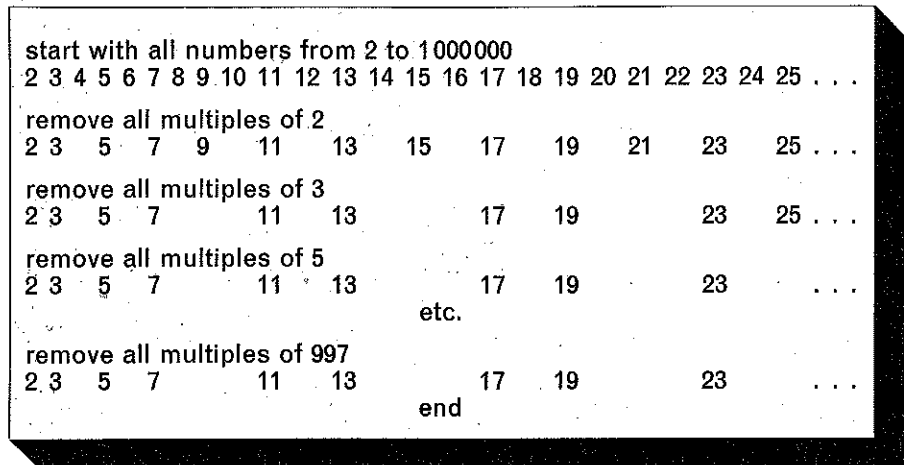 start with all numbers from 2 to 1000000
2 3 4 5 6 7 8 9 10 11 12 13 14 15 16 17 18 19 20 21 22 23 24 25 . . .
remove all multiples of 2
2 3 5 7 9 11 13 15 17 19 21 23 25 . . .
remove all multiples of 3
2 3 5 7 11 13 17 19 23 25 . . .
remove all multiples of 5
2 3 5 7 11 13 17 19 23 . . .
etc.
remove all multiples of 997
2 3 5 7 11 13 17 19 23 . . .
end